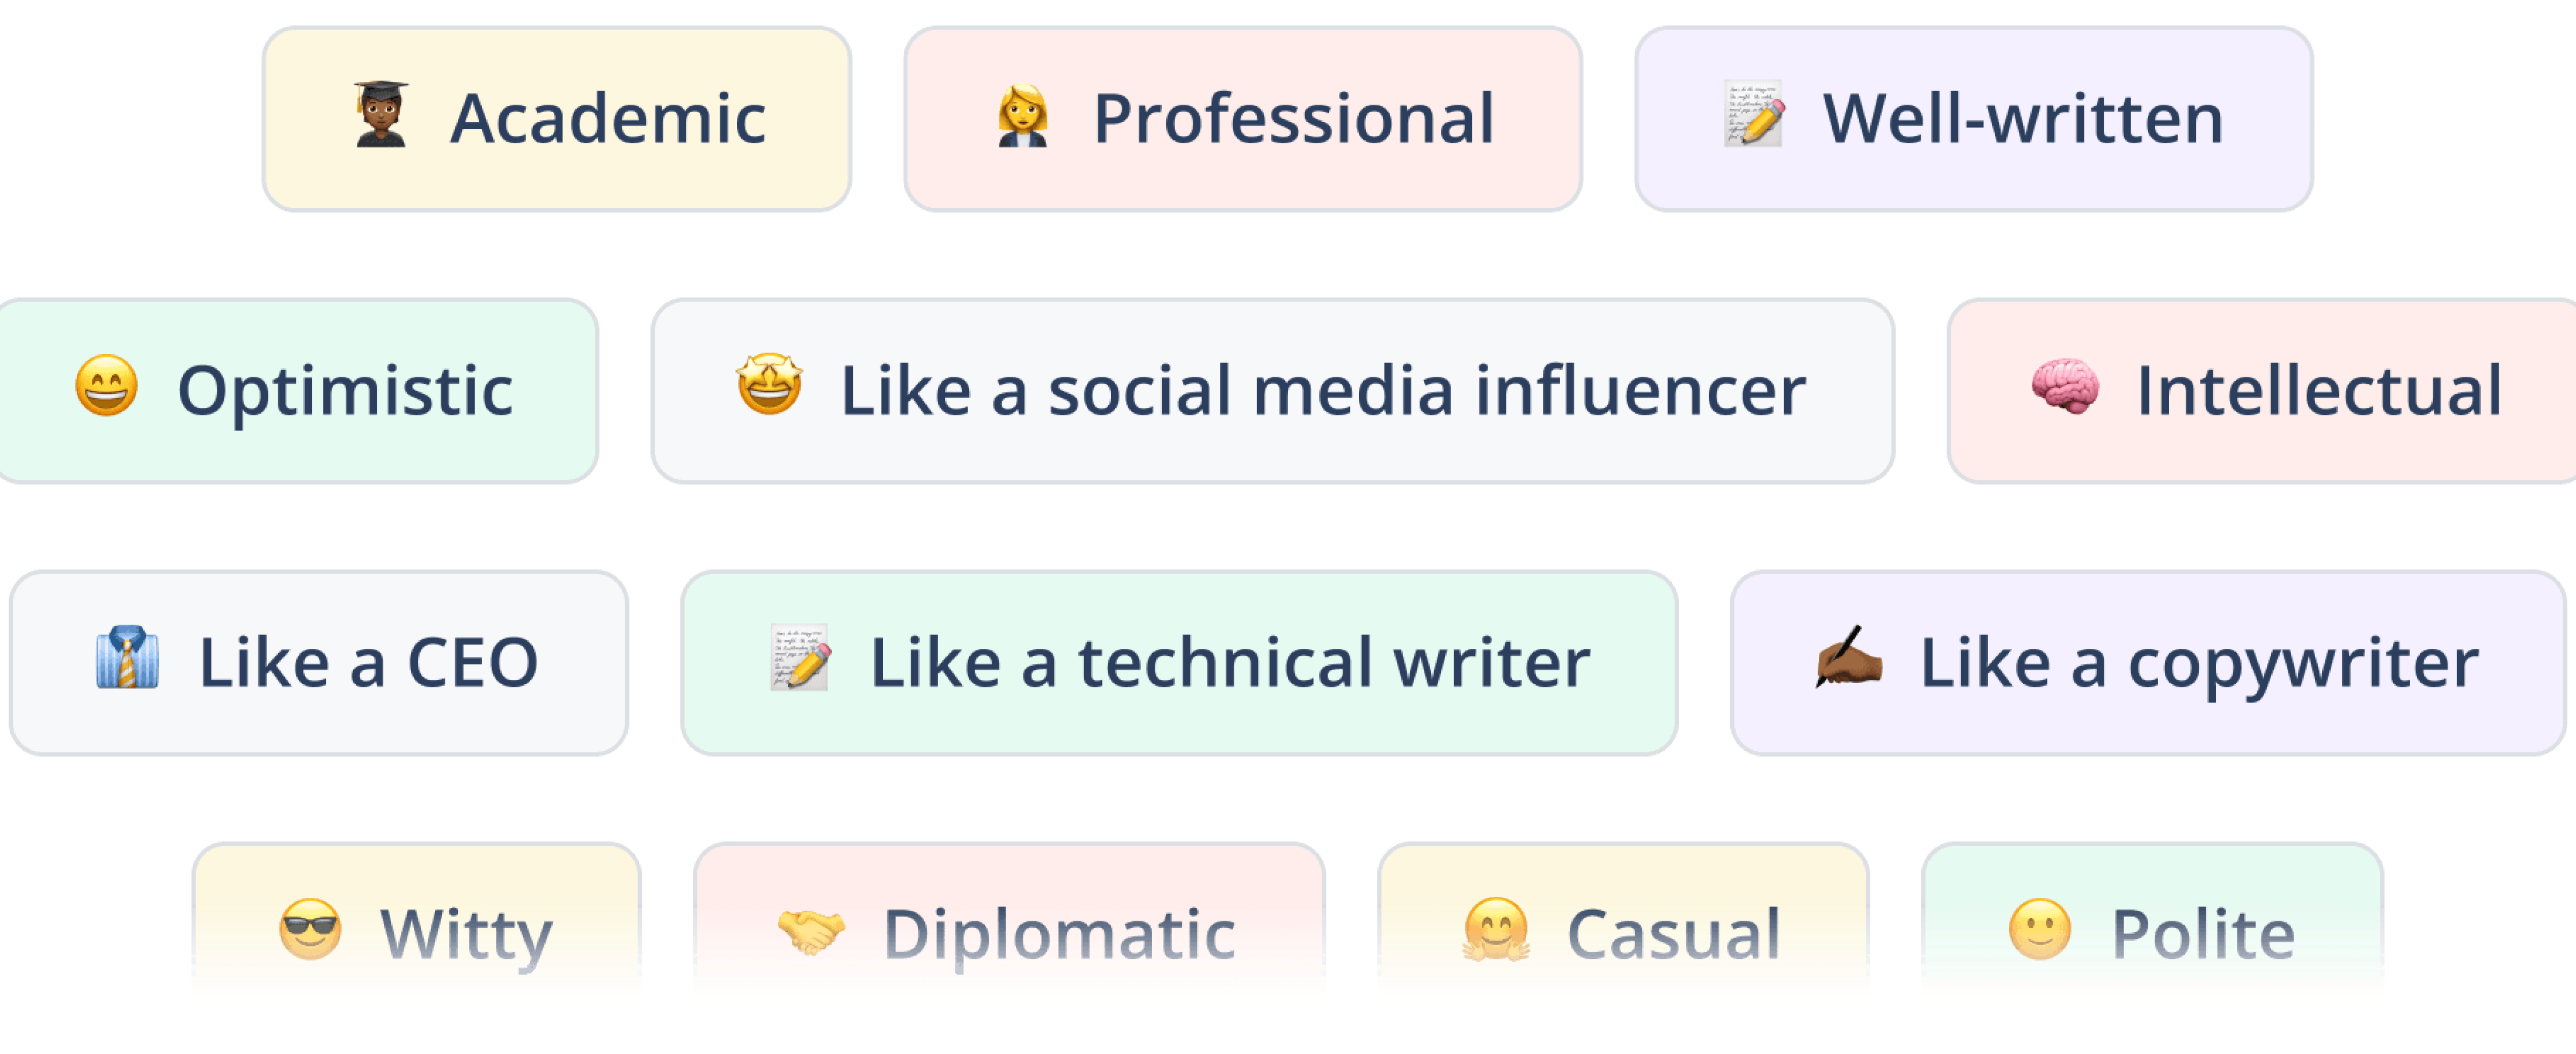 Academic
Professional
Well-written
Optimistic
Like a social media influencer
Intellectual
Like a CEO
Like a technical writer
Like a copywriter
Witty
Diplomatic
Casual
Polite